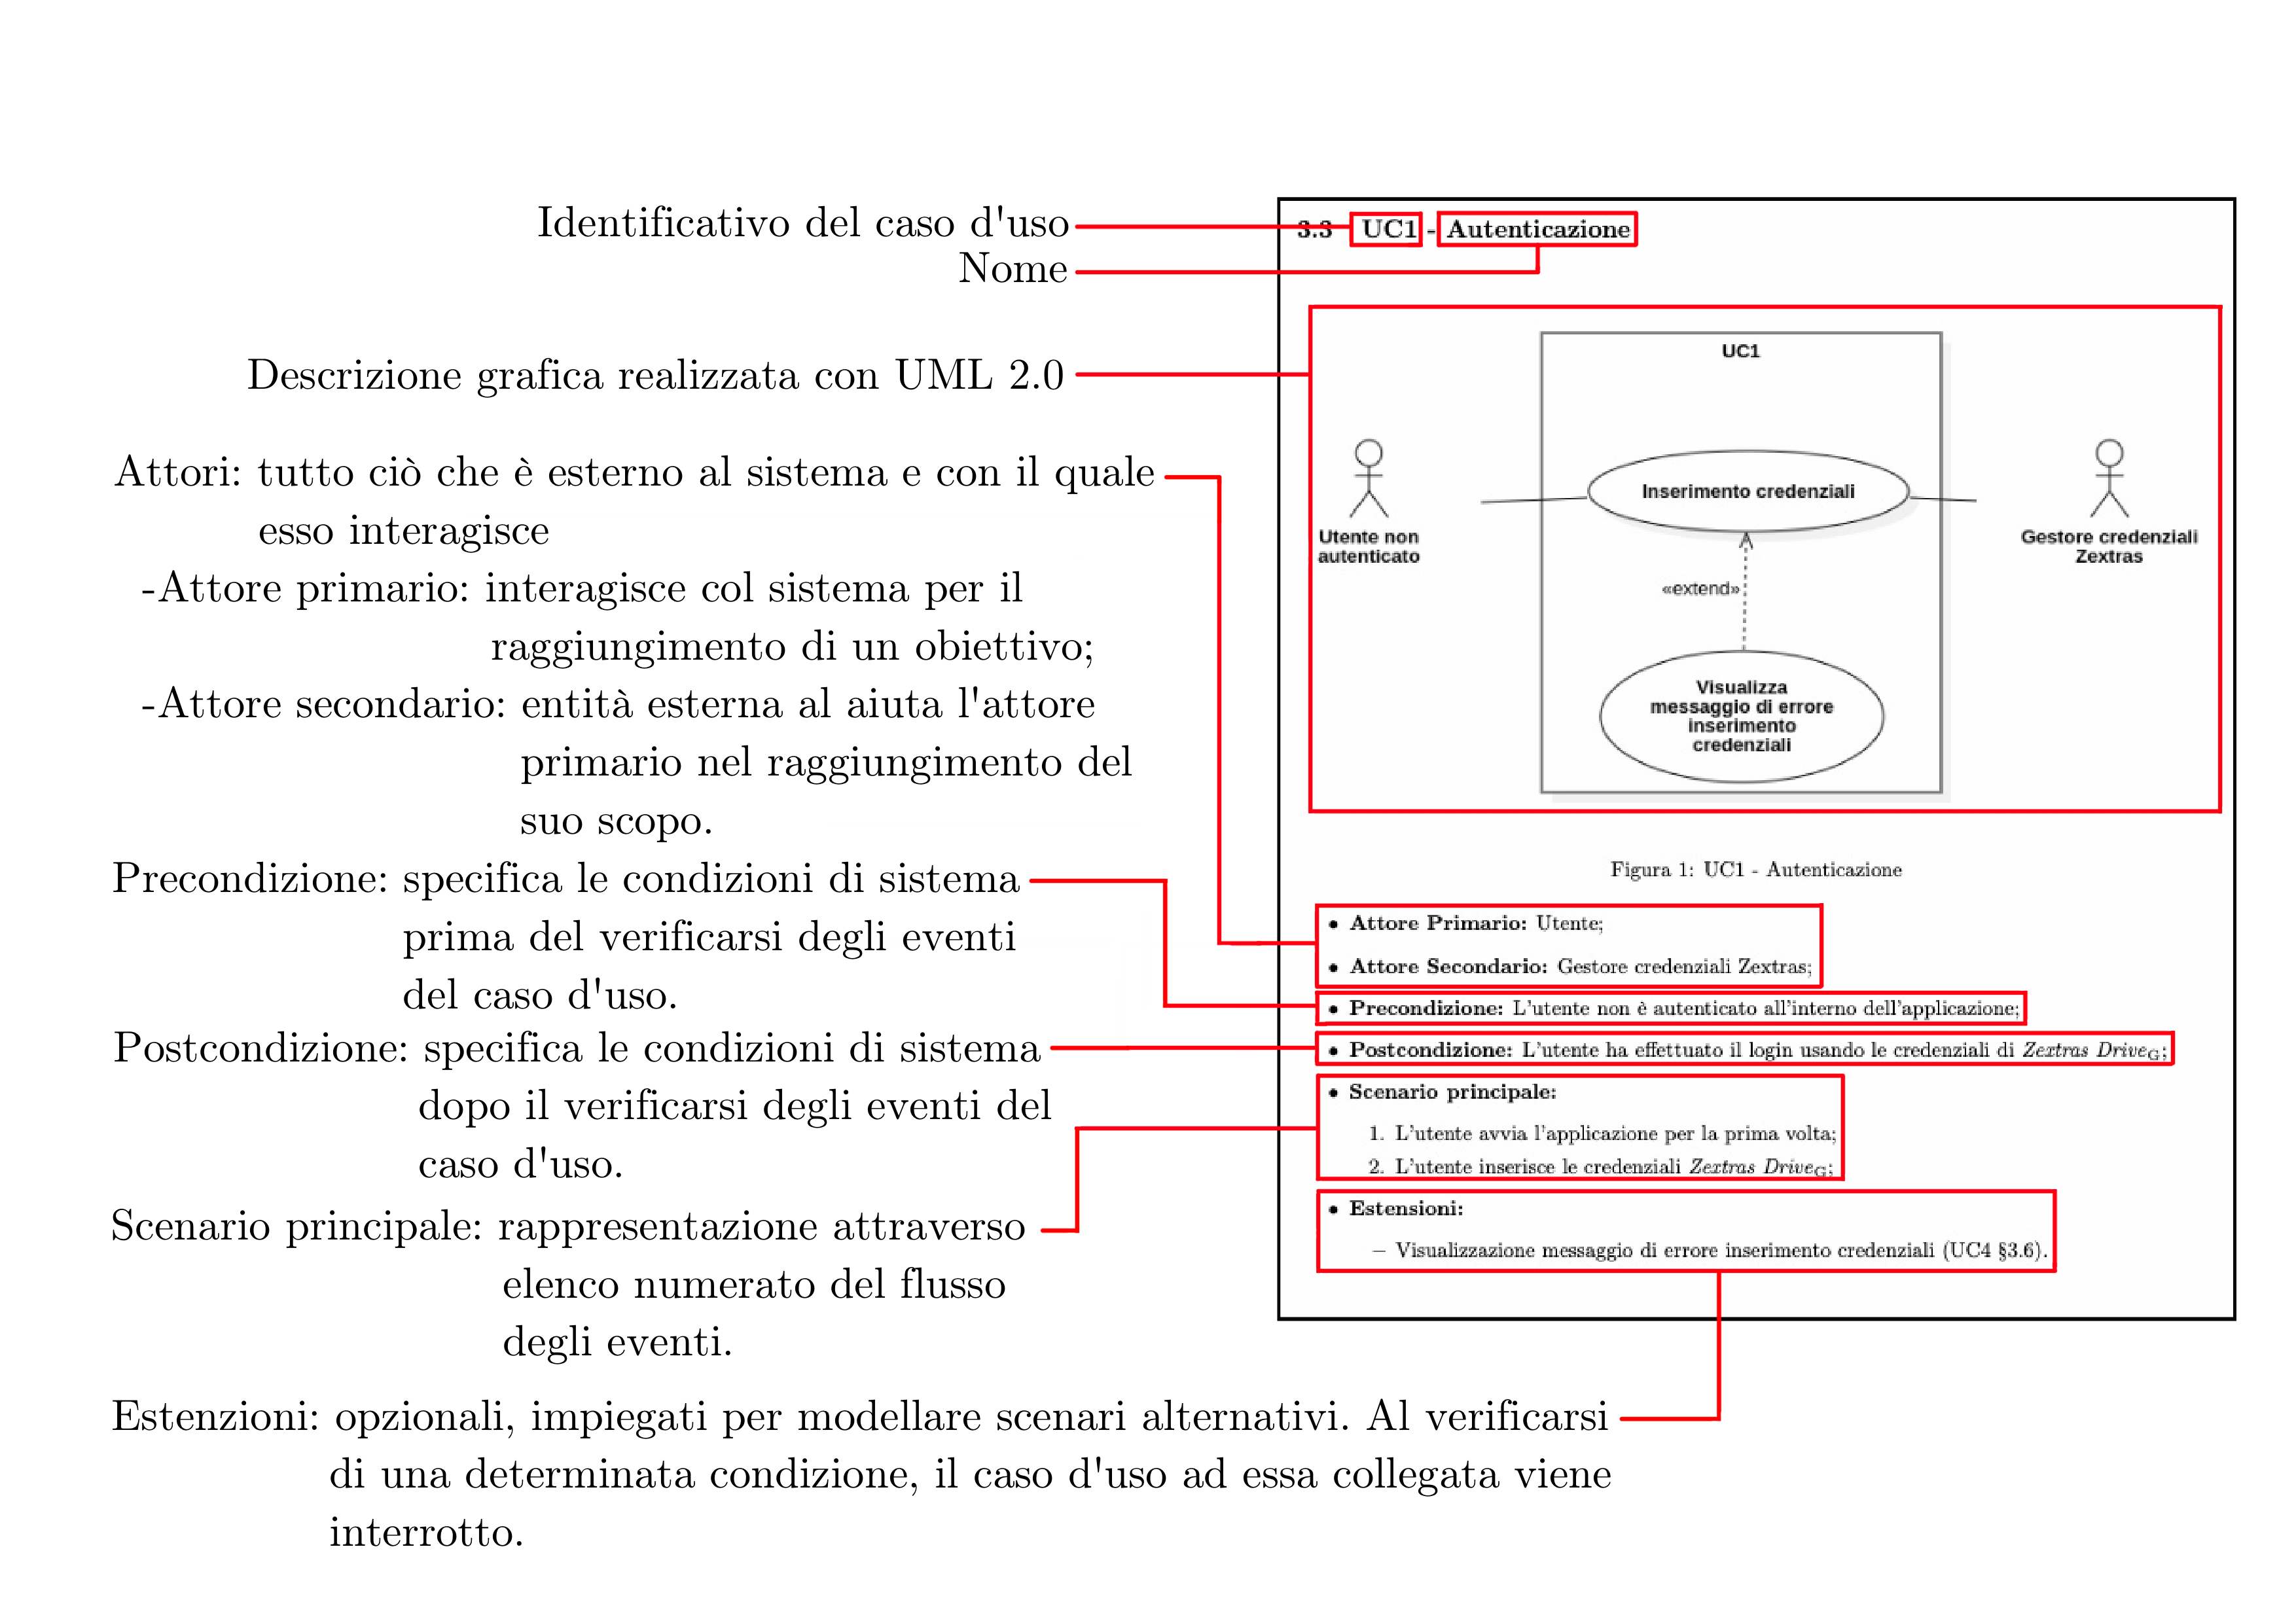 Identificativo del caso d'uso
Nome
Descrizione grafica realizzata con UML 2.0
Attori: tutto ciò che è esterno al sistema e con il quale
esso interagisce
-Attore primario: interagisce col sistema per il
raggiungimento di un obiettivo;
-Attore secondario: entità esterna al aiuta l'attore
primario nel raggiungimento del
suo scopo.
Precondizione: specifica le condizioni di sistema
prima del verificarsi degli eventi
del caso d'uso.
Postcondizione: specifica le condizioni di sistema
dopo il verificarsi degli eventi del
caso d'uso.
Scenario principale: rappresentazione attraverso
elenco numerato del flusso
degli eventi.
Estenzioni: opzionali, impiegati per modellare scenari alternativi. Al verificarsi
di una determinata condizione, il caso d'uso ad essa collegata viene
interrotto.
3.3 UC1 - Autenticazione
UC1
Inserimento credenziali
Utente non
autenticato
Gestore credenziali
Zextras
«extend»
Visualizza
messaggio di errore
inserimento
credenziali
Figura 1: UC1 - Autenticazione
• Attore Primario: Utente;
• Attore Secondario: Gestore credenziali Zextras;
• Precondizione: L'utente non è autenticato all'interno dell'applicazione;
• Postcondizione: L'utente ha effettuato il login usando le credenziali di Zextras DriveG;
• Scenario principale:
1. L'utente avvia l'applicazione per la prima volta;
2. L'utente inserisce le credenziali Zextras DriveG;
• Estensioni:
– Visualizzazione messaggio di errore inserimento credenziali (UC4 §3.6).